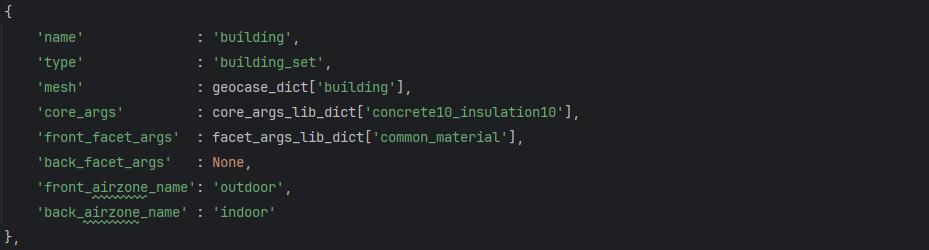 {
    'name'             : 'building',
    'type'             : 'building_set',
    'mesh'             : geocase_dict['building'],
    'core_args'        : core_args_lib_dict['concrete10_insulation10'],
    'front_facet_args' : facet_args_lib_dict['common_material'],
    'back_facet_args'  : None,
    'front_airzone_name': 'outdoor',
    'back_airzone_name' : 'indoor'
},